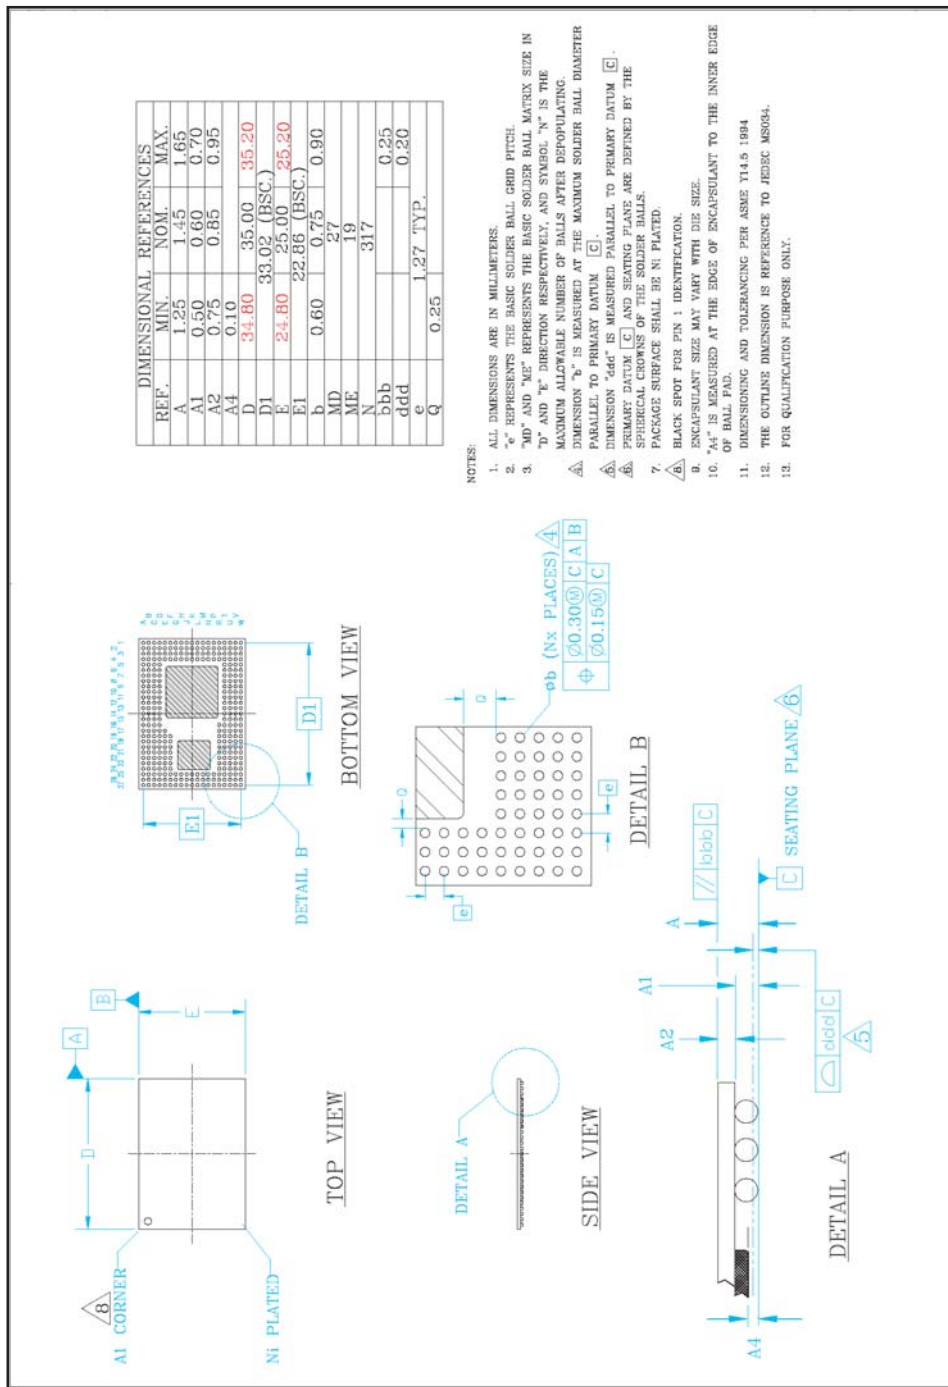 DIMENSIONAL REFERENCES
REF. MIN. NOM. MAX.
A 1.25 1.45 1.65
A1 0.50 0.60 0.70
A2 0.75 0.85 0.95
A4 0.10
D 34.80 35.00 35.20
D1 33.02 (BSC.)
E 24.80 25.00 25.20
E1 22.86 (BSC.)
b 0.60 0.75 0.90
MD 27
ME 19
N 317
bbb 0.25
ddd 0.20
e 1.27 TYP.
Q 0.25
NOTES:
1. ALL DIMENSIONS ARE IN MILLIMETERS.
2. "e" REPRESENTS THE BASIC SOLDER BALL GRID PITCH.
3. "MD" AND "ME" REPRESENTS THE BASIC SOLDER BALL MATRIX SIZE IN
"D" AND "E" DIRECTION RESPECTIVELY, AND SYMBOL "N" IS THE
MAXIMUM ALLOWABLE NUMBER OF BALLS AFTER DEPOPULATING.
4. DIMENSION "b" IS MEASURED AT THE MAXIMUM SOLDER BALL DIAMETER
PARALLEL TO PRIMARY DATUM C.
5. DIMENSION "ddd" IS MEASURED PARALLEL TO PRIMARY DATUM C.
6. PRIMARY DATUM C AND SEATING PLANE ARE DEFINED BY THE
SPHERICAL CROWNS OF THE SOLDER BALLS.
7. PACKAGE SURFACE SHALL BE Ni PLATED.
8. BLACK SPOT FOR PIN 1 IDENTIFICATION.
9. ENCAPSULANT SIZE MAY VARY WITH DIE SIZE.
10. "A4" IS MEASURED AT THE EDGE OF ENCAPSULANT TO THE INNER EDGE
OF BALL PAD.
11. DIMENSIONING AND TOLERANCING PER ASME Y14.5 1994
12. THE OUTLINE DIMENSION IS REFERENCE TO JEDEC MS034.
13. FOR QUALIFICATION PURPOSE ONLY.
8
A1 CORNER
Ni PLATED
D
E
A
B
TOP VIEW
E1
D1
DETAIL B
BOTTOM VIEW
DETAIL A
SIDE VIEW
Q
Q
e
e
øb (Nx PLACES) 4
Ø0.30Ⓜ C A B
Ø0.15Ⓜ C
DETAIL B
A4
A2
A1
A
// bbb C
ddd C
5
C SEATING PLANE 6
DETAIL A